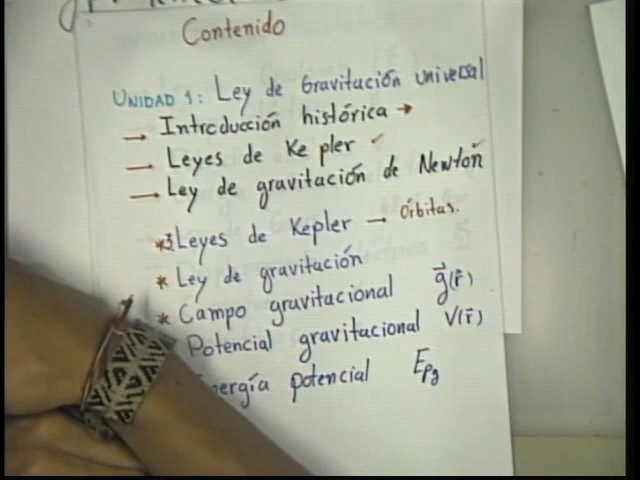 Contenido
UNIDAD 1: Ley de Gravitación universal
→ Introducción histórica →
→ Leyes de Kepler ✓
→ Ley de gravitación de Newton
* 3 Leyes de Kepler → Órbitas.
* Ley de gravitación
* Campo gravitacional g⃗(r⃗)
Potencial gravitacional V(r⃗)
Energía potencial Epg